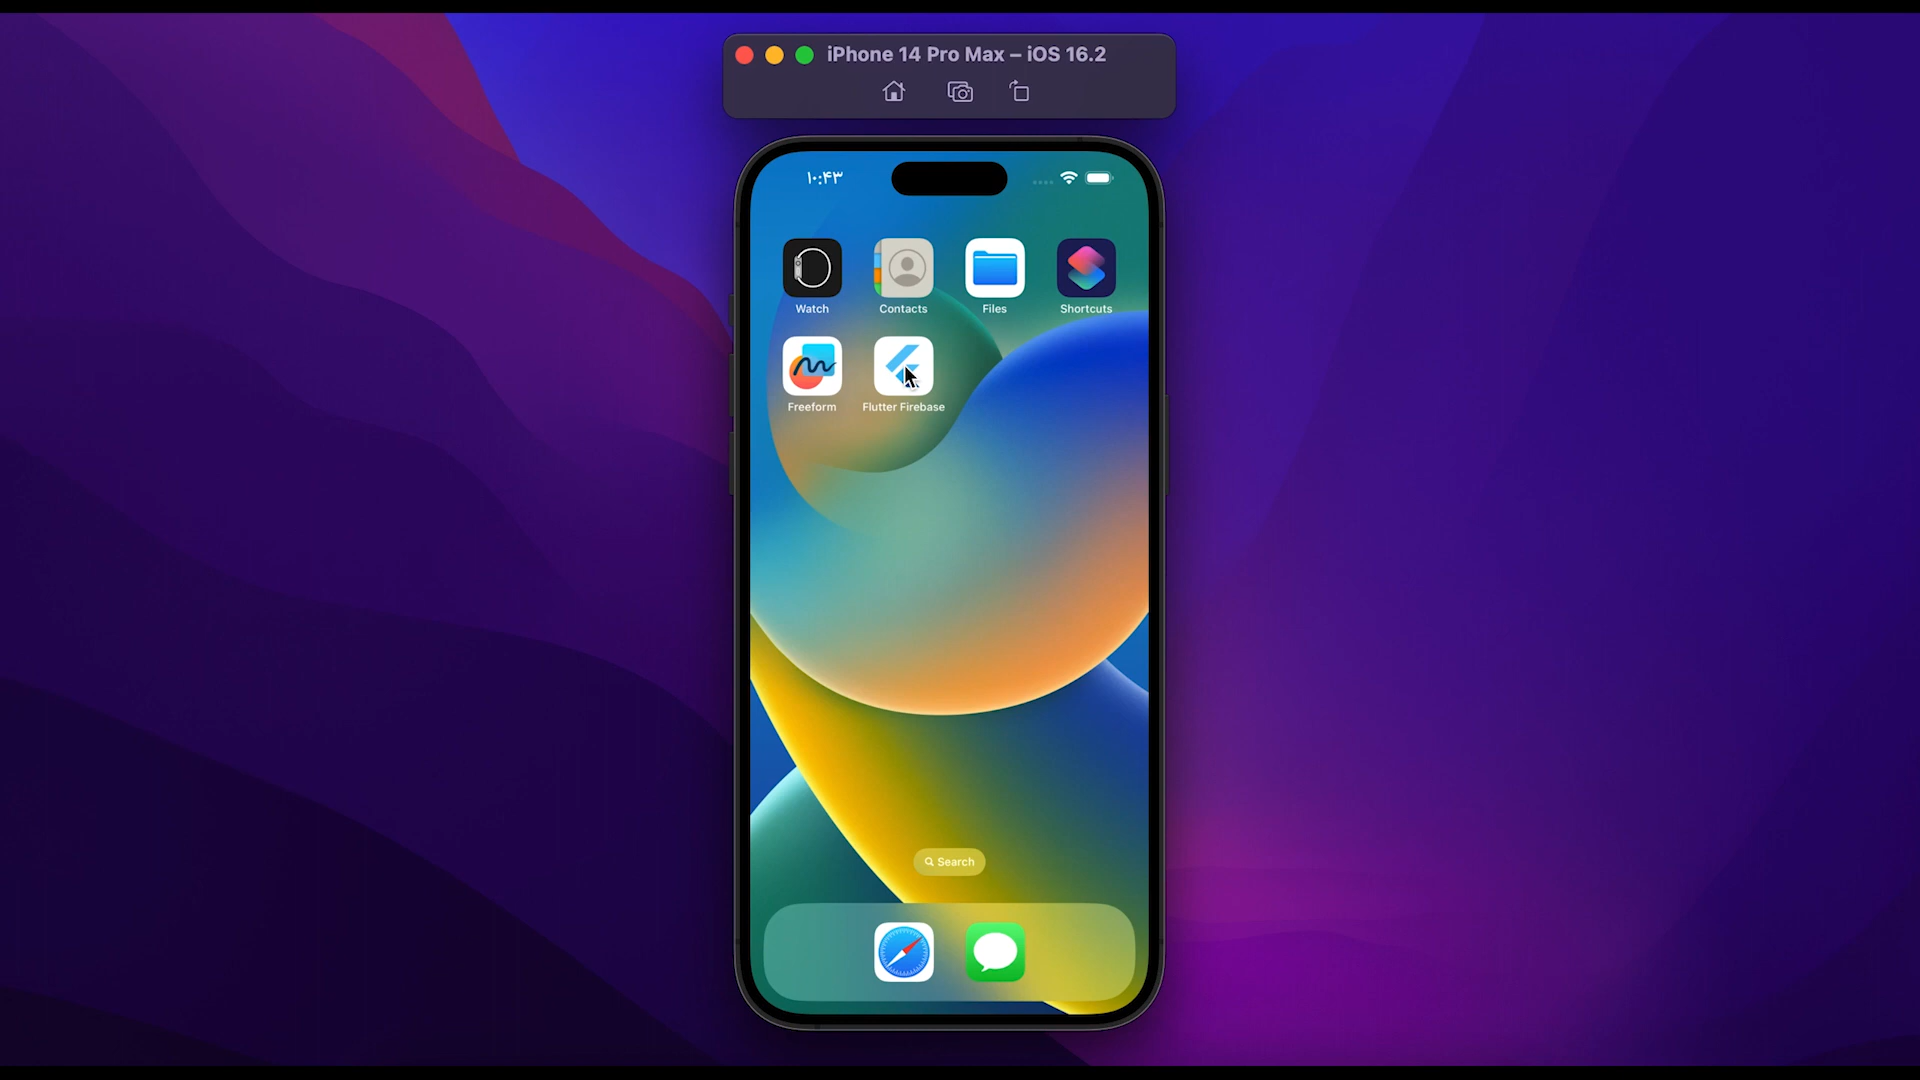 iPhone 14 Pro Max – iOS 16.2
۱۰:۴۳
Watch
Contacts
Files
Shortcuts
Freeform
Flutter Firebase
Search